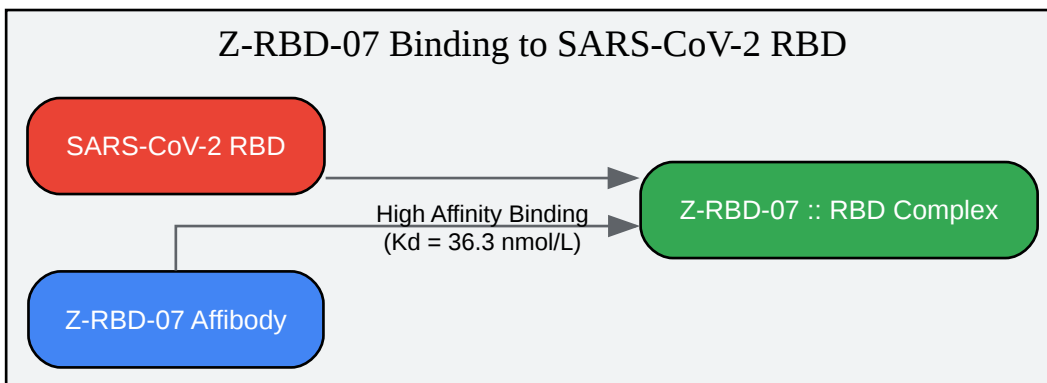 Z-RBD-07 Binding to SARS-CoV-2 RBD
SARS-CoV-2 RBD
High Affinity Binding
(Kd = 36.3 nmol/L)
Z-RBD-07 :: RBD Complex
Z-RBD-07 Affibody